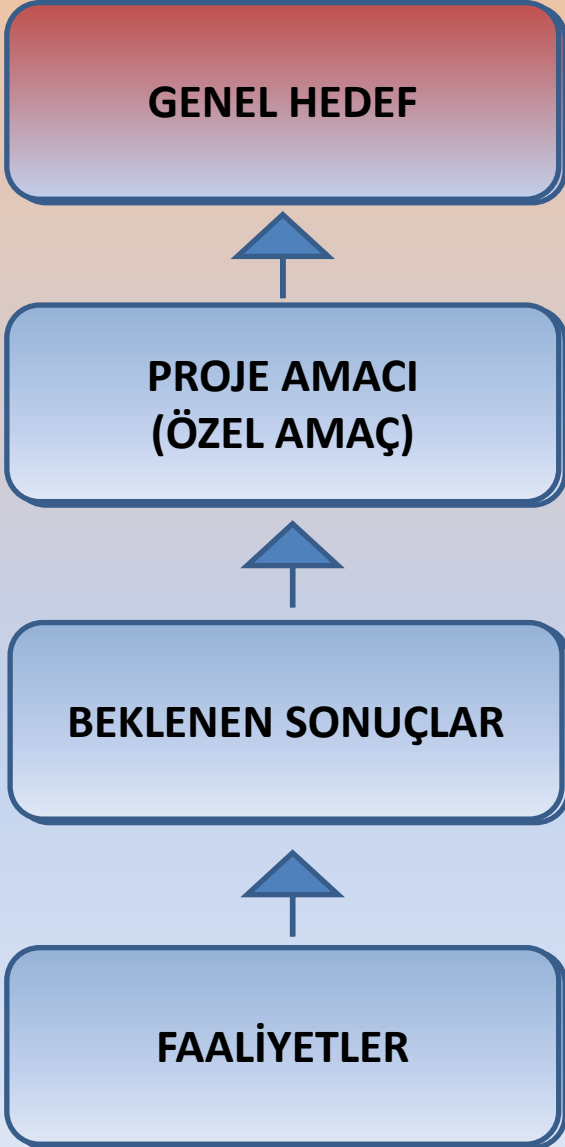 GENEL HEDEF
PROJE AMACI
(ÖZEL AMAÇ)
BEKLENEN SONUÇLAR
FAALİYETLER